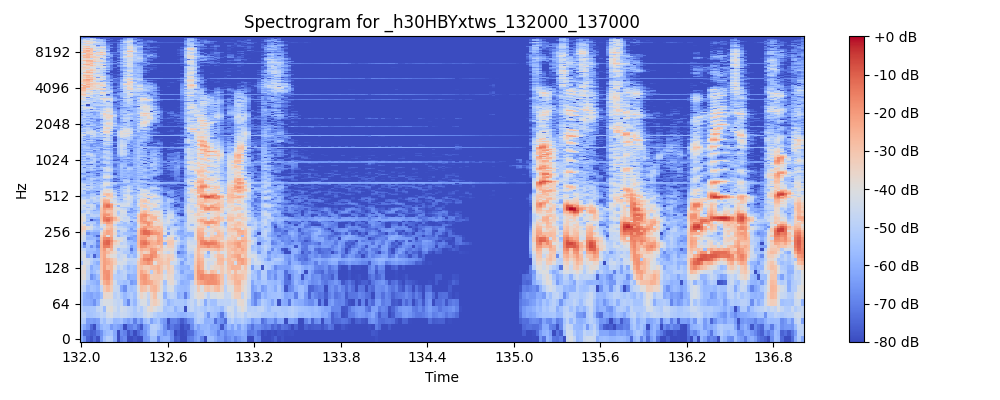 Spectrogram for _h30HBYxtws_132000_137000
Hz
8192
4096
2048
1024
512
256
128
64
0
132.0 132.6 133.2 133.8 134.4 135.0 135.6 136.2 136.8
Time
+0 dB
-10 dB
-20 dB
-30 dB
-40 dB
-50 dB
-60 dB
-70 dB
-80 dB